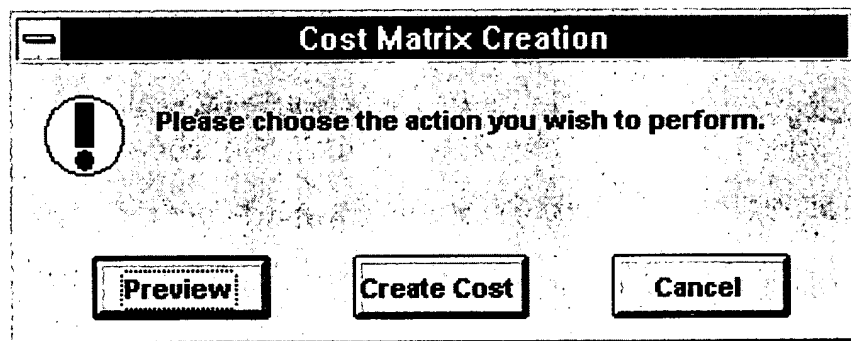 Cost Matrix Creation
Please choose the action you wish to perform.
Preview
Create Cost
Cancel